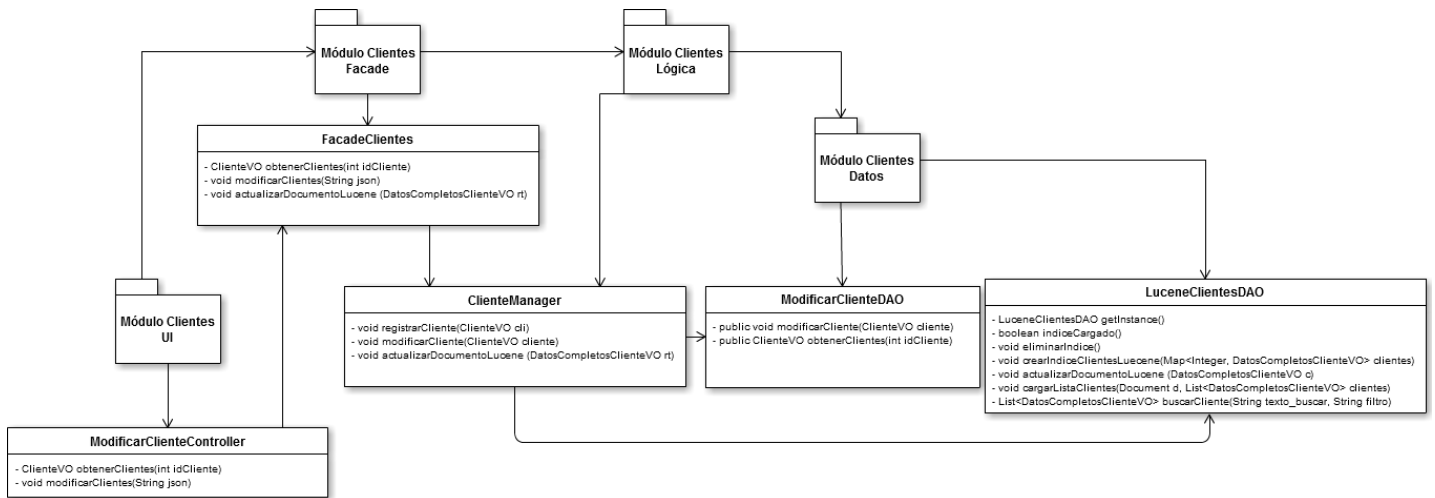 Módulo Clientes
Facade
Módulo Clientes
Lógica
FacadeClientes
- ClienteVO obtenerClientes(int idCliente)
- void modificarClientes(String json)
- void actualizarDocumentoLucene (DatosCompletosClienteVO rt)
Módulo Clientes
Datos
Módulo Clientes
UI
ClienteManager
- void registrarCliente(ClienteVO cli)
- void modificarCliente(ClienteVO cliente)
- void actualizarDocumentoLucene (DatosCompletosClienteVO rt)
ModificarClienteDAO
- public void modificarCliente(ClienteVO cliente)
- public ClienteVO obtenerClientes(int idCliente)
LuceneClientesDAO
- LuceneClientesDAO getInstance()
- boolean indiceCargado()
- void eliminarIndice()
- void crearIndiceClientesLuecene(Map<Integer, DatosCompletosClienteVO> clientes)
- void actualizarDocumentoLucene (DatosCompletosClienteVO c)
- void cargarListaClientes(Document d, List<DatosCompletosClienteVO> clientes)
- List<DatosCompletosClienteVO> buscarCliente(String texto_buscar, String filtro)
ModificarClienteController
- ClienteVO obtenerClientes(int idCliente)
- void modificarClientes(String json)